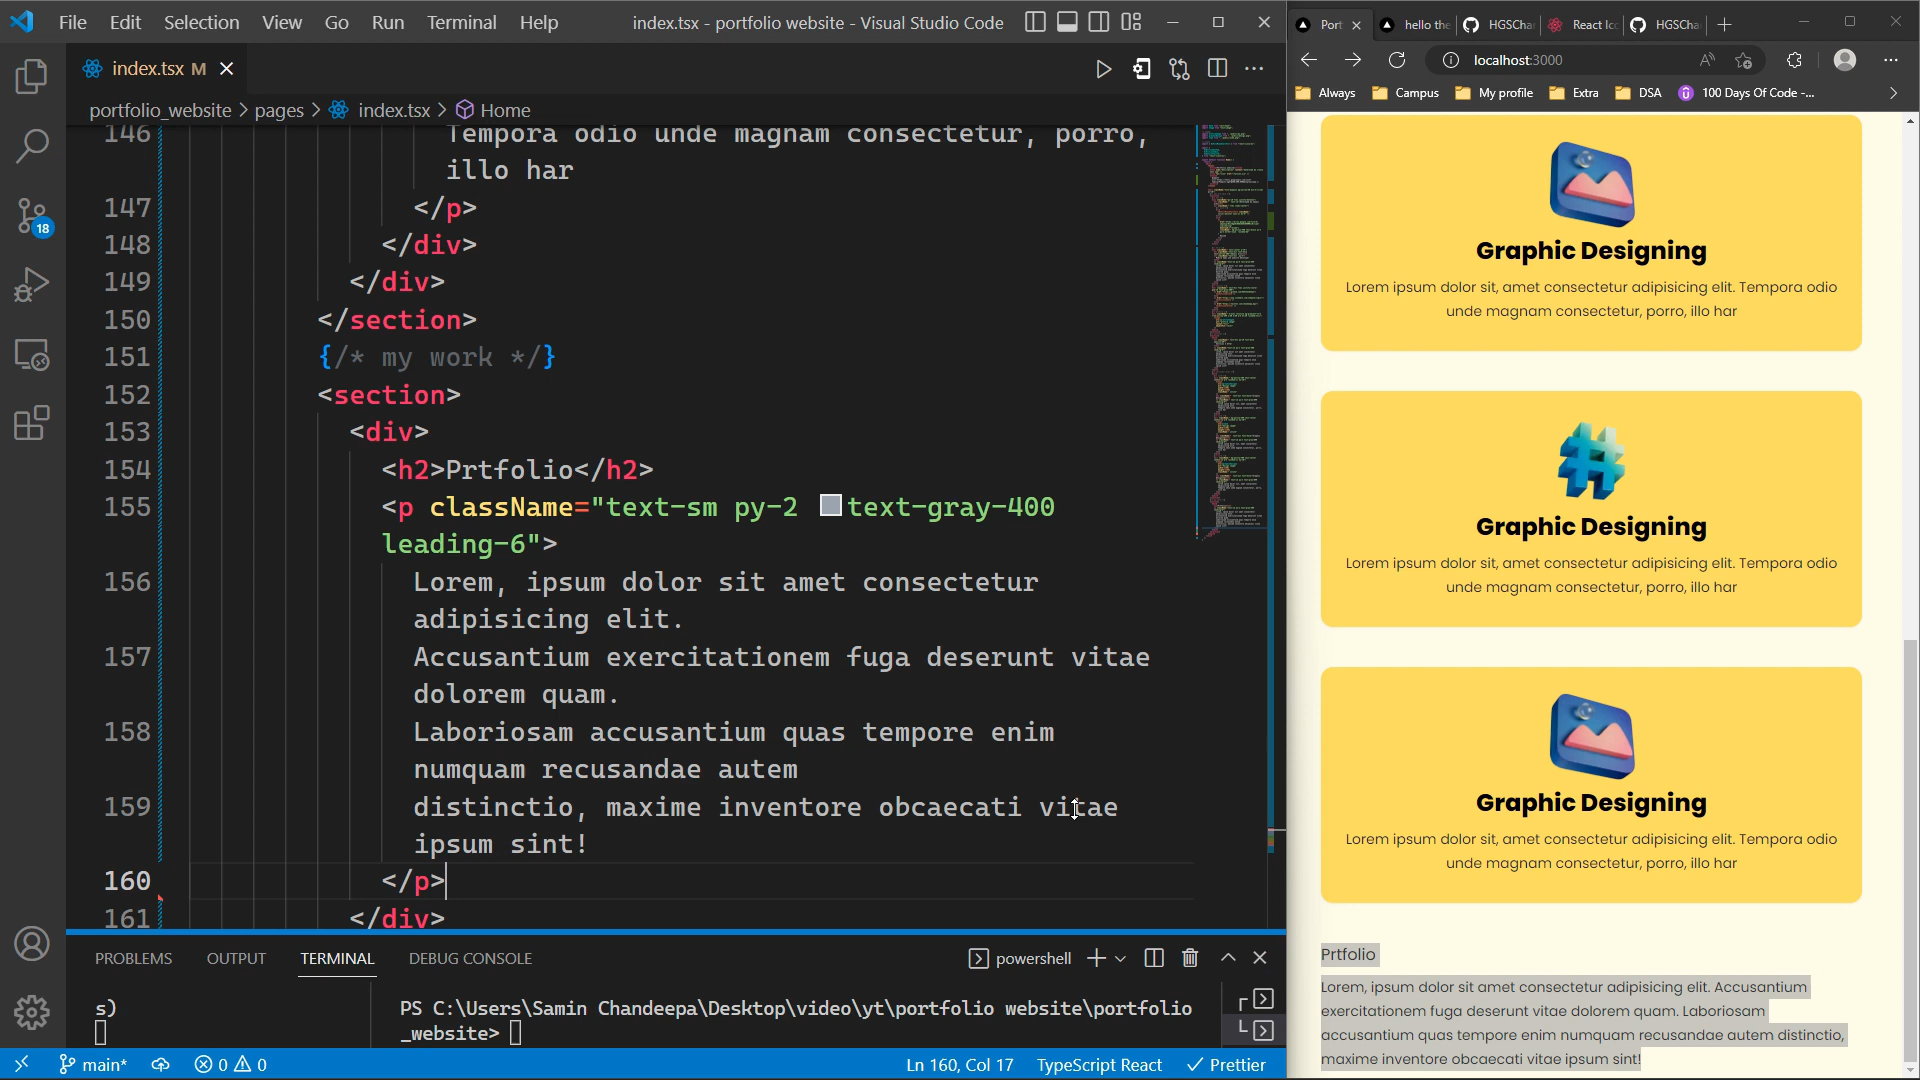 File Edit Selection View Go Run Terminal Help index.tsx - portfolio website - Visual Studio Code
index.tsx M
portfolio_website > pages > index.tsx > Home
146 Tempora odio unde magnam consectetur, porro,
illo har
147 </p>
148 </div>
149 </div>
150 </section>
151 {/* my work */}
152 <section>
153 <div>
154 <h2>Prtfolio</h2>
155 <p className="text-sm py-2 text-gray-400
leading-6">
156 Lorem, ipsum dolor sit amet consectetur
adipisicing elit.
157 Accusantium exercitationem fuga deserunt vitae
dolorem quam.
158 Laboriosam accusantium quas tempore enim
numquam recusandae autem
159 distinctio, maxime inventore obcaecati vitae
ipsum sint!
160 </p>
161 </div>
18
PROBLEMS OUTPUT TERMINAL DEBUG CONSOLE powershell
s)
PS C:\Users\Samin Chandeepa\Desktop\video\yt\portfolio website\portfolio
_website>
main* 0 0 Ln 160, Col 17 TypeScript React Prettier
Port hello the HGSCha React Ic HGSCha
localhost:3000
Always Campus My profile Extra DSA 100 Days Of Code -...
Graphic Designing
Lorem ipsum dolor sit, amet consectetur adipisicing elit. Tempora odio
unde magnam consectetur, porro, illo har
Graphic Designing
Lorem ipsum dolor sit, amet consectetur adipisicing elit. Tempora odio
unde magnam consectetur, porro, illo har
Graphic Designing
Lorem ipsum dolor sit, amet consectetur adipisicing elit. Tempora odio
unde magnam consectetur, porro, illo har
Prtfolio
Lorem, ipsum dolor sit amet consectetur adipisicing elit. Accusantium
exercitationem fuga deserunt vitae dolorem quam. Laboriosam
accusantium quas tempore enim numquam recusandae autem distinctio,
maxime inventore obcaecati vitae ipsum sint!